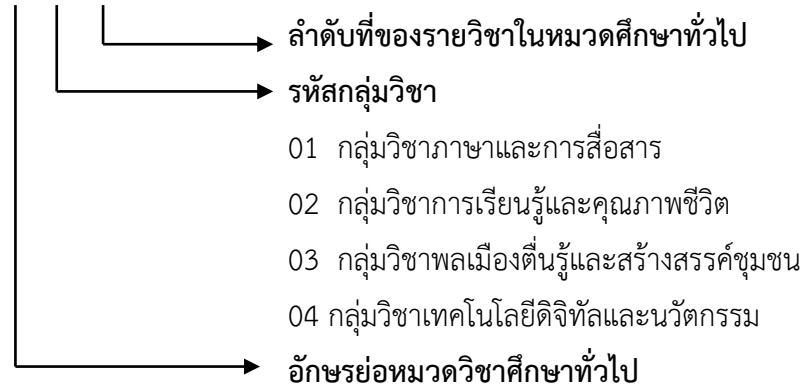 ลำดับที่ของรายวิชาในหมวดศึกษาทั่วไป
รหัสกลุ่มวิชา
01 กลุ่มวิชาภาษาและการสื่อสาร
02 กลุ่มวิชาการเรียนรู้และคุณภาพชีวิต
03 กลุ่มวิชาพลเมืองตื่นรู้และสร้างสรรค์ชุมชน
04 กลุ่มวิชาเทคโนโลยีดิจิทัลและนวัตกรรม
อักษรย่อหมวดวิชาศึกษาทั่วไป